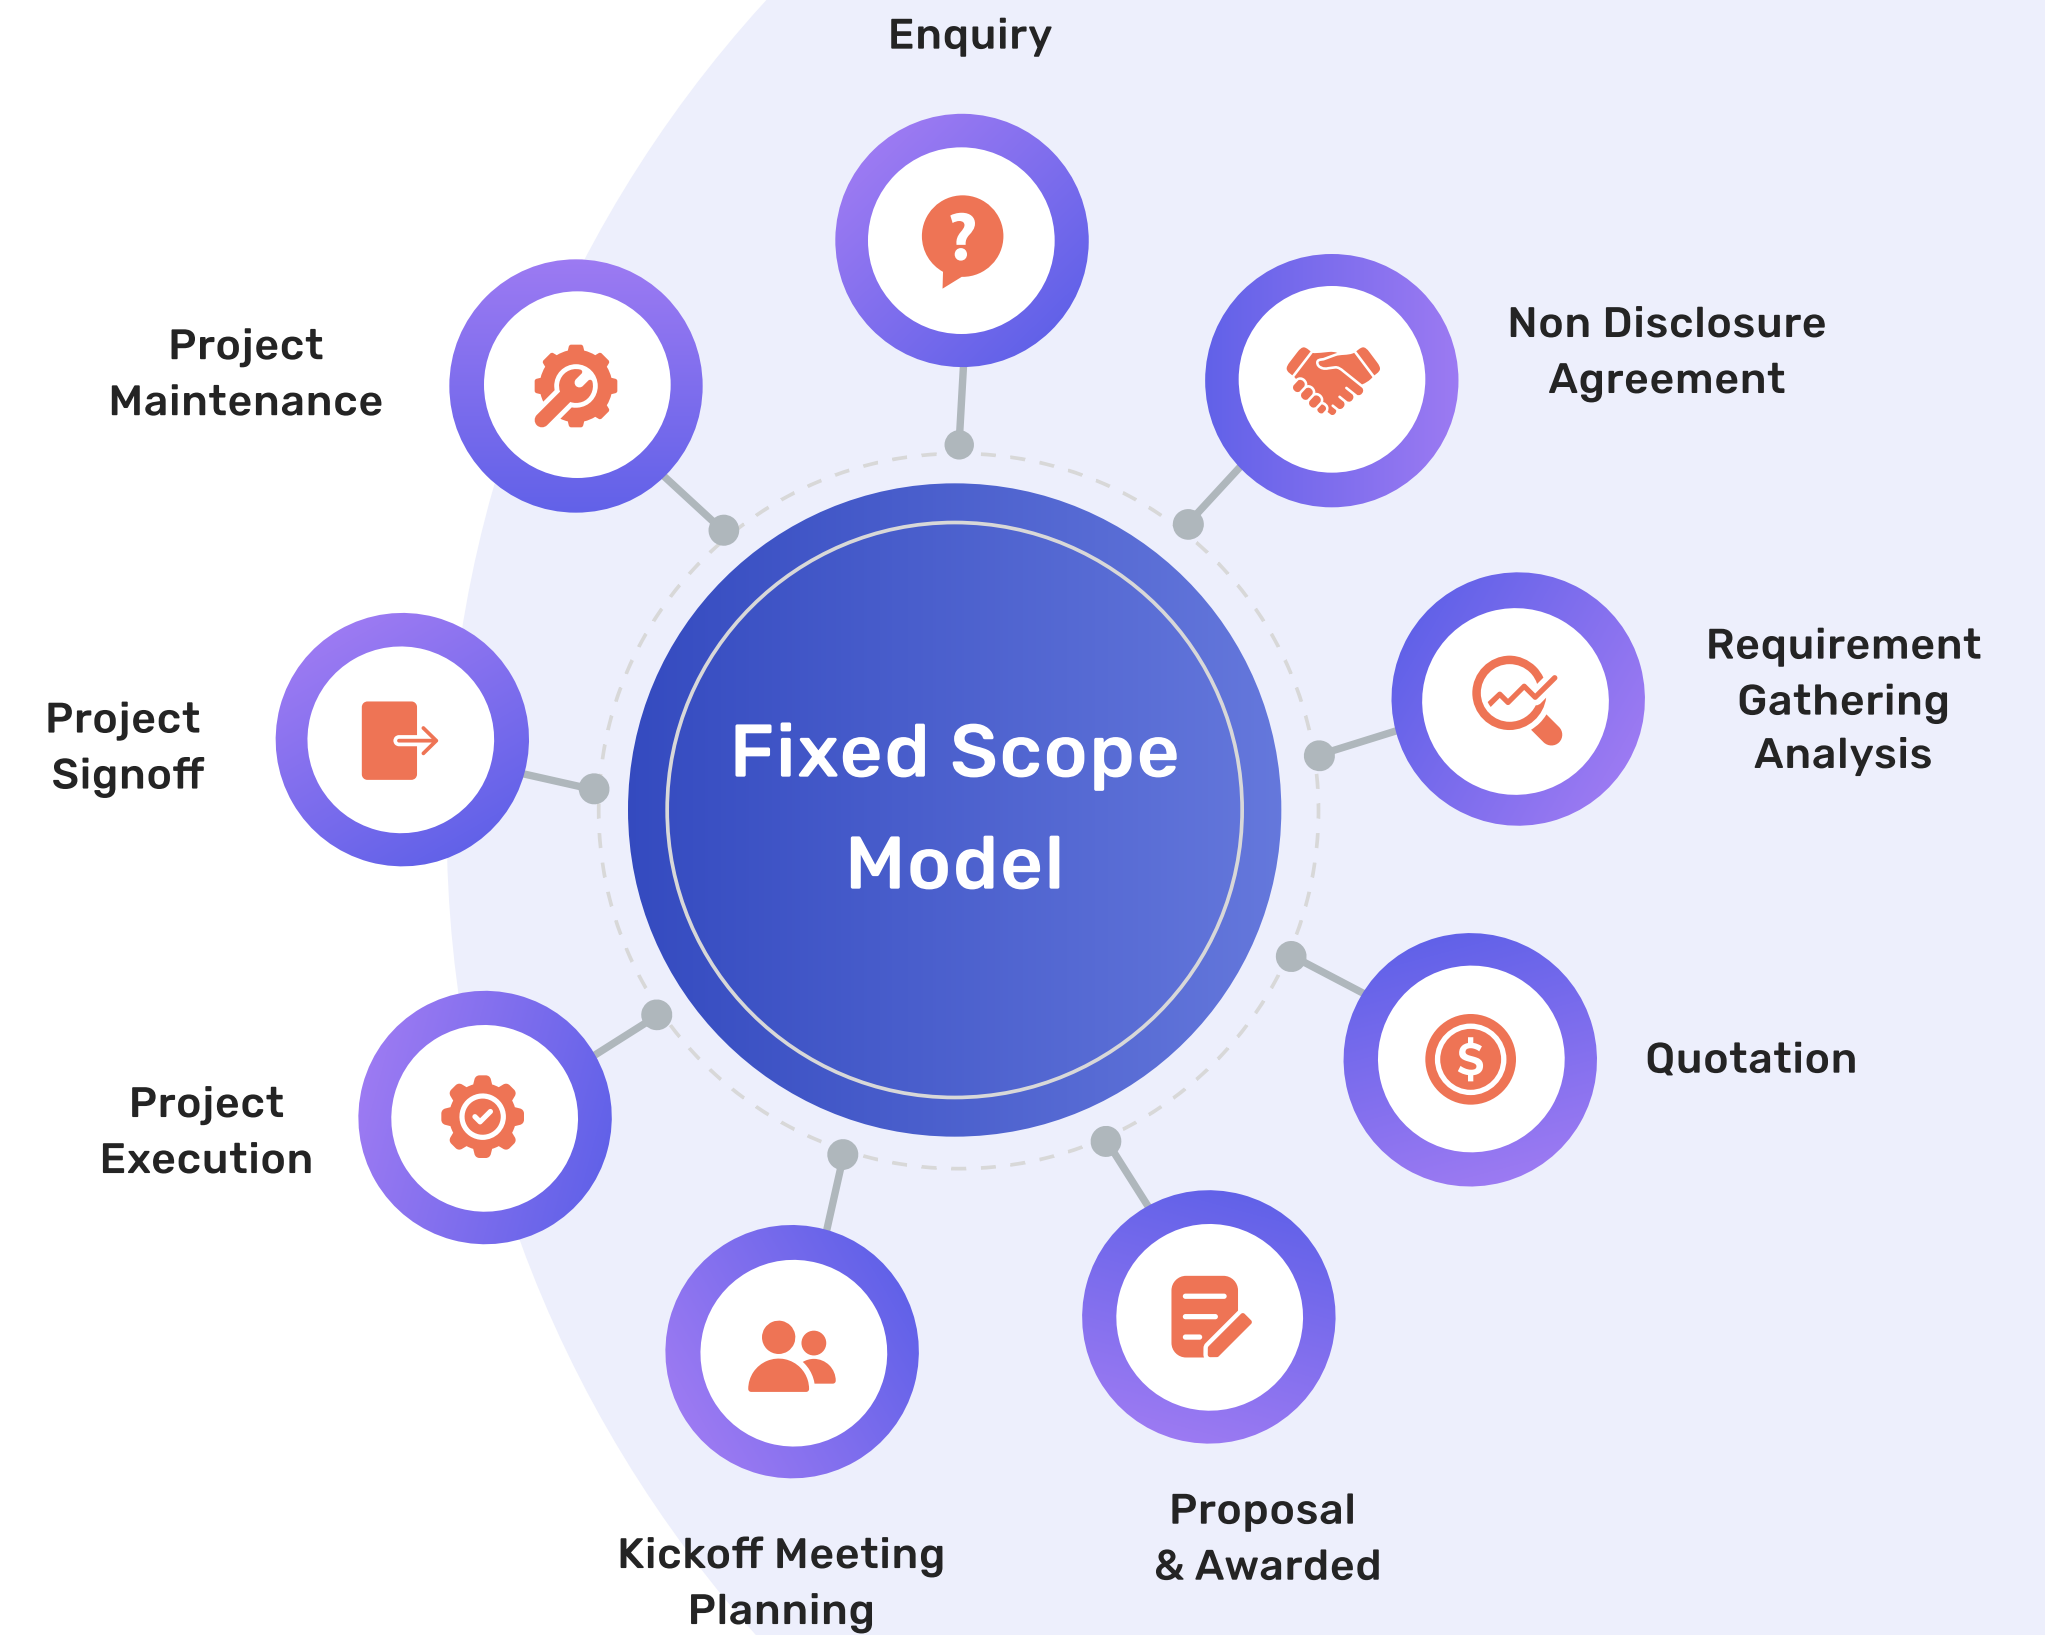 Enquiry
Non Disclosure
Agreement
Requirement
Gathering
Analysis
Quotation
Proposal
& Awarded
Kickoff Meeting
Planning
Project
Execution
Project
Signoff
Project
Maintenance
Fixed Scope
Model
?
$